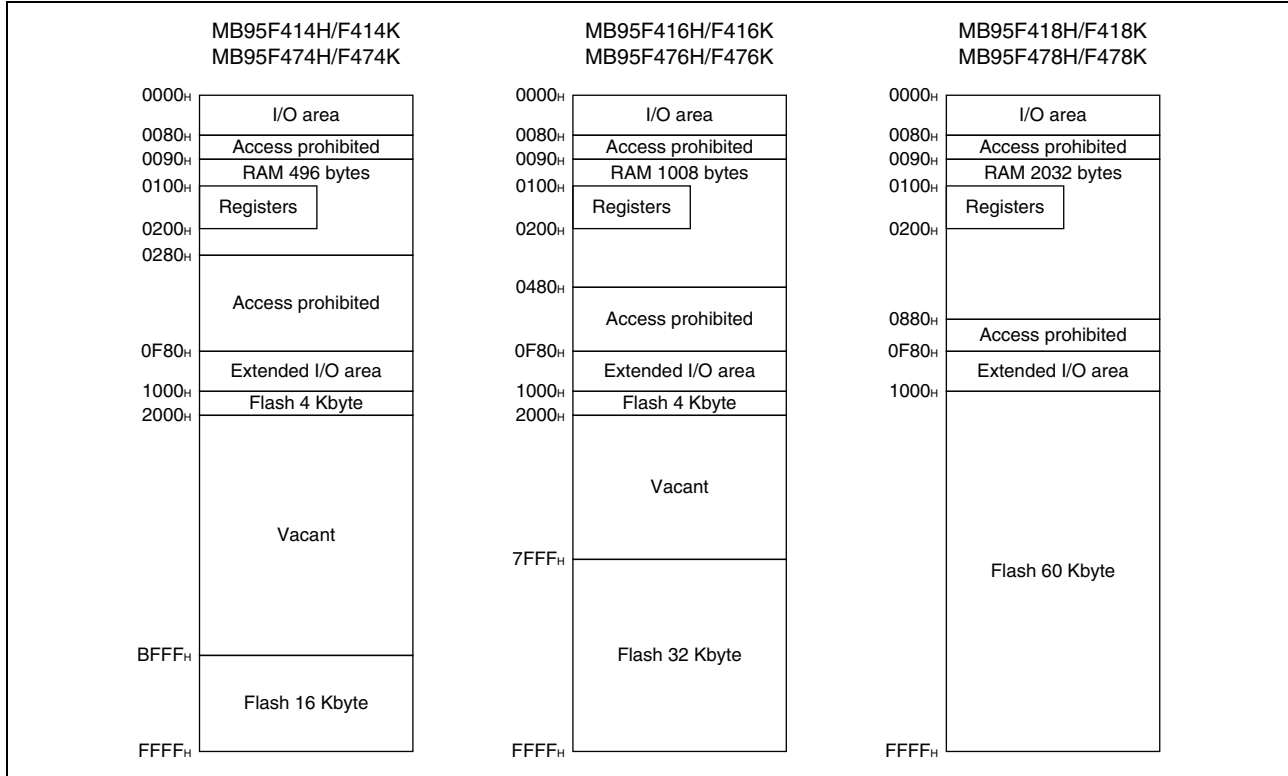 MB95F414H/F414K
MB95F474H/F474K
0000H
I/O area
0080H
Access prohibited
0090H
RAM 496 bytes
0100H
Registers
0200H
0280H
Access prohibited
0F80H
Extended I/O area
1000H
Flash 4 Kbyte
2000H
Vacant
BFFFH
Flash 16 Kbyte
FFFFH
MB95F416H/F416K
MB95F476H/F476K
0000H
I/O area
0080H
Access prohibited
0090H
RAM 1008 bytes
0100H
Registers
0200H
0480H
Access prohibited
0F80H
Extended I/O area
1000H
Flash 4 Kbyte
2000H
Vacant
7FFFH
Flash 32 Kbyte
FFFFH
MB95F418H/F418K
MB95F478H/F478K
0000H
I/O area
0080H
Access prohibited
0090H
RAM 2032 bytes
0100H
Registers
0200H
0880H
Access prohibited
0F80H
Extended I/O area
1000H
Flash 60 Kbyte
FFFFH